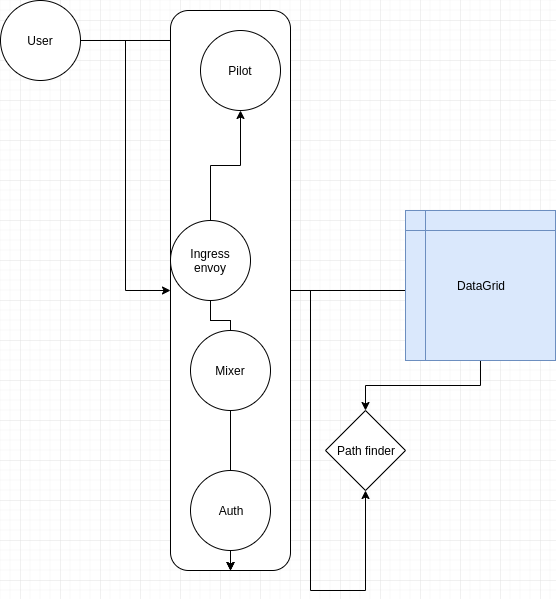 User
Pilot
Ingress
envoy
DataGrid
Mixer
Path finder
Auth